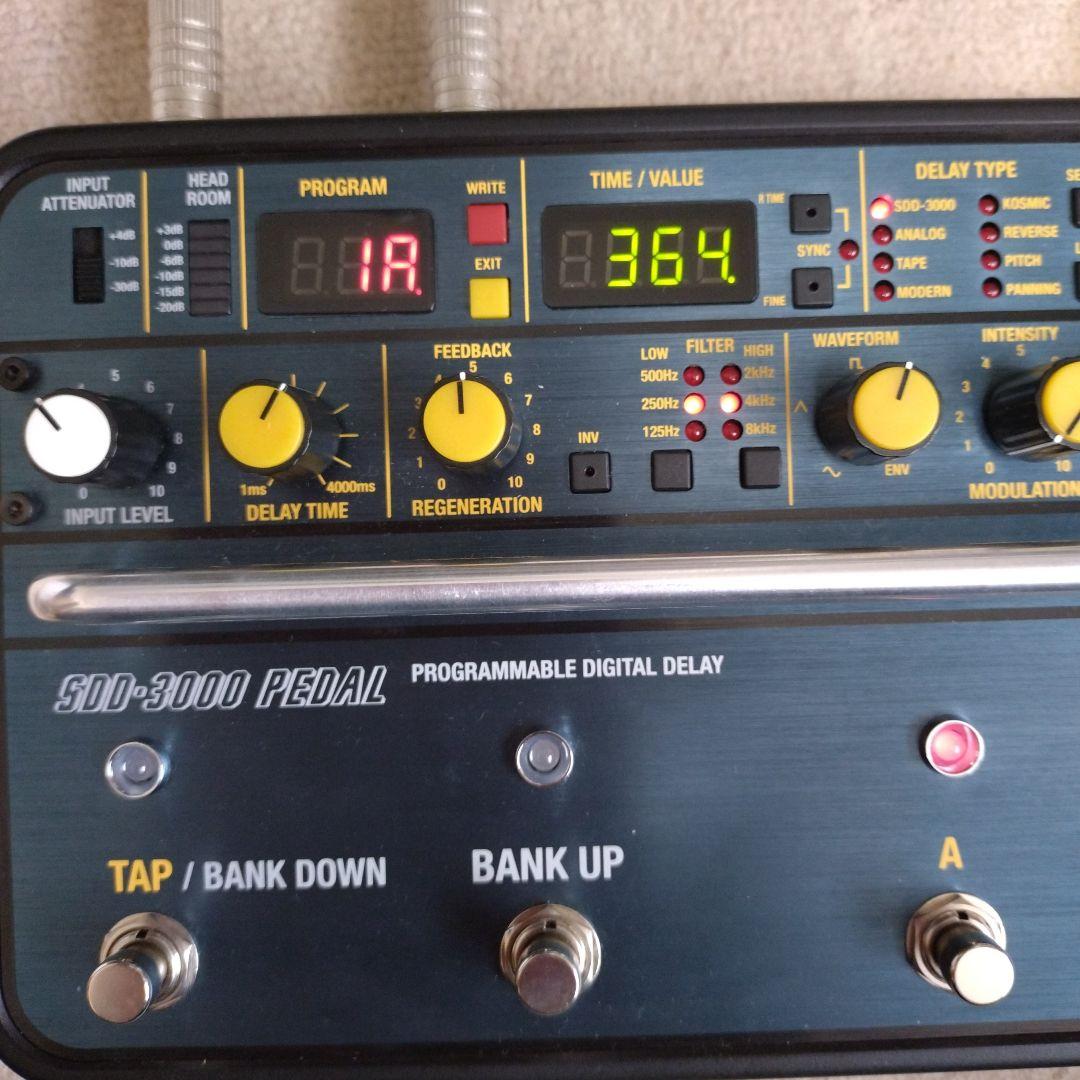 INPUT
ATTENUATOR
+4dB
-10dB
-30dB
HEAD
ROOM
+3dB
0dB
-6dB
-10dB
-15dB
-20dB
PROGRAM
1A.
WRITE
EXIT
TIME / VALUE
364.
R TIME
SYNC
FINE
DELAY TYPE
SDD-3000
ANALOG
TAPE
MODERN
KOSMIC
REVERSE
PITCH
PANNING
SE
L
5
6
7
8
9
0
10
INPUT LEVEL
1ms
4000ms
DELAY TIME
FEEDBACK
0
1
2
3
4
5
6
7
8
9
10
REGENERATION
INV
LOW
FILTER
HIGH
500Hz
2kHz
250Hz
4kHz
125Hz
8kHz
WAVEFORM
ENV
INTENSITY
0
1
2
3
4
5
10
MODULATION
SDD-3000 PEDAL
PROGRAMMABLE DIGITAL DELAY
TAP / BANK DOWN
BANK UP
A